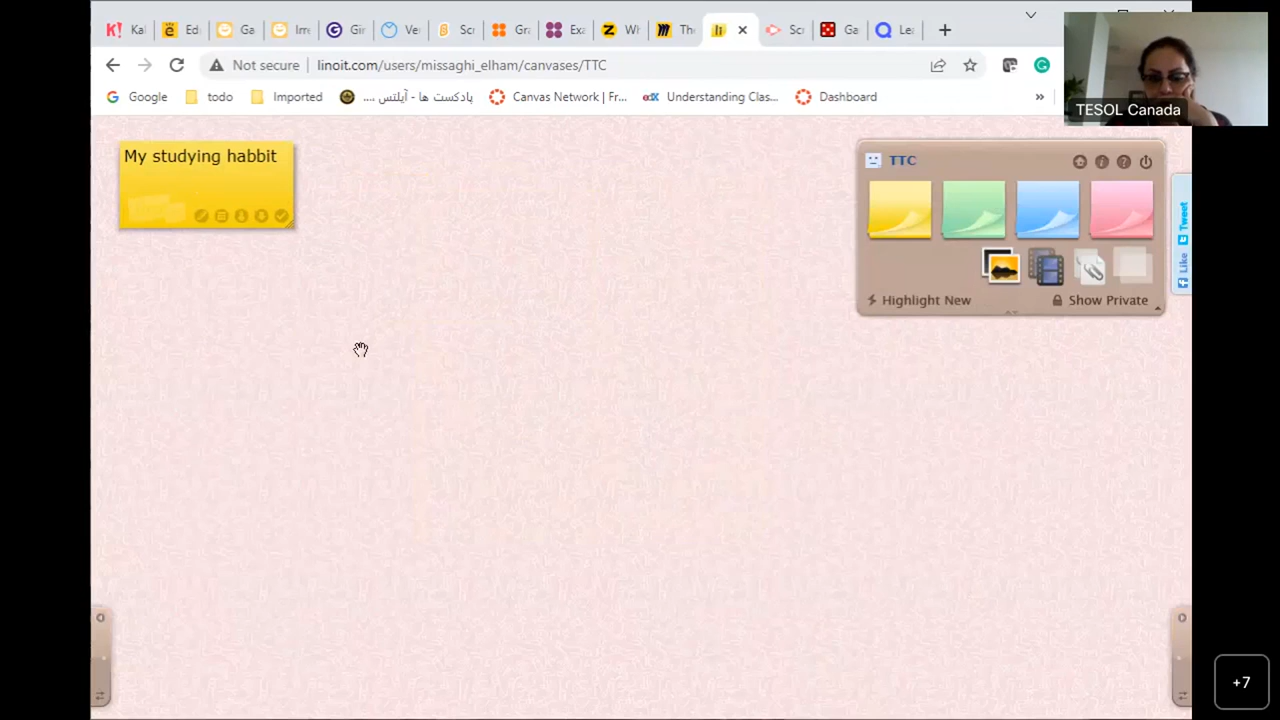 Ka
Ed
Ga
Im
Gi
Ve
Sc
Gr
Exa
W
Th
Sc
Ga
Le
Not secure
linoit.com/users/missaghi_elham/canvases/TTC
Google
todo
Imported
پادکست ها - آیلتس ....
Canvas Network | Fr...
Understanding Clas...
Dashboard
»
TESOL Canada
My studying habbit
TTC
Tweet
Like
Highlight New
Show Private
+7